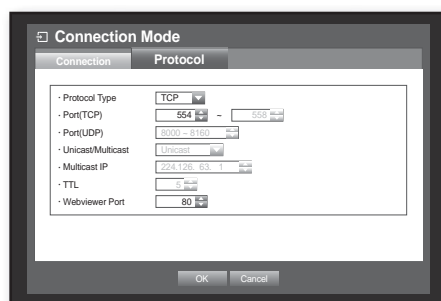 Connection Mode
Connection Protocol
· Protocol Type TCP
· Port(TCP) 554 ~ 558
· Port(UDP) 8000 ~ 8160
· Unicast/Multicast Unicast
· Multicast IP 224.126. 63. 1
· TTL 5
· Webviewer Port 80
OK Cancel